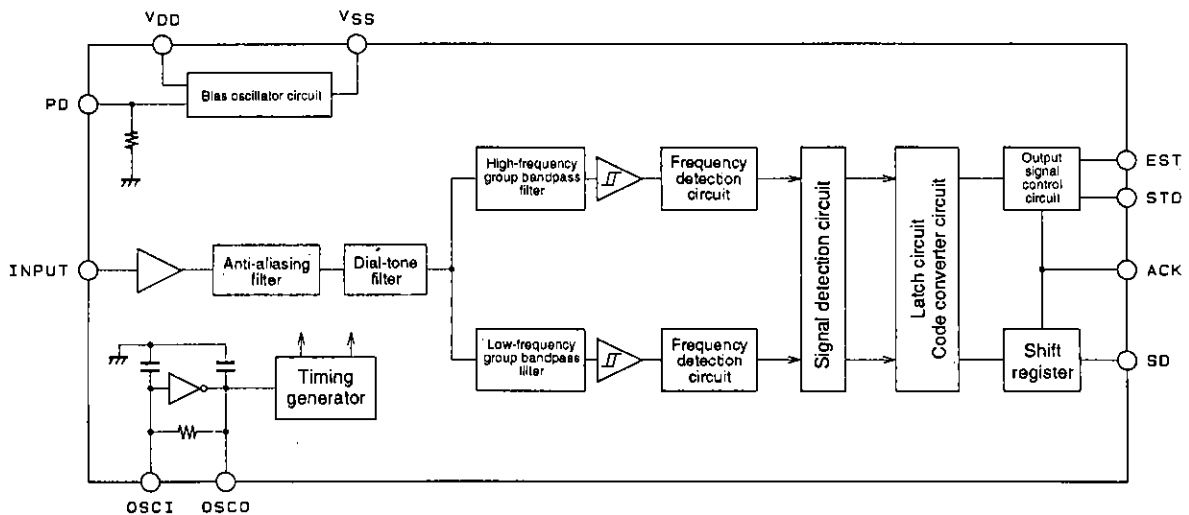 VDD
VSS
Bias oscillator circuit
PD
High-frequency
group bandpass
filter
Frequency
detection
circuit
Output
signal
control
circuit
EST
STD
INPUT
Anti-aliasing
filter
Dial-tone
filter
Signal detection circuit
Latch circuit
Code converter circuit
ACK
Timing
generator
Low-frequency
group bandpass
filter
Frequency
detection
circuit
Shift
register
SD
OSCI
OSCO